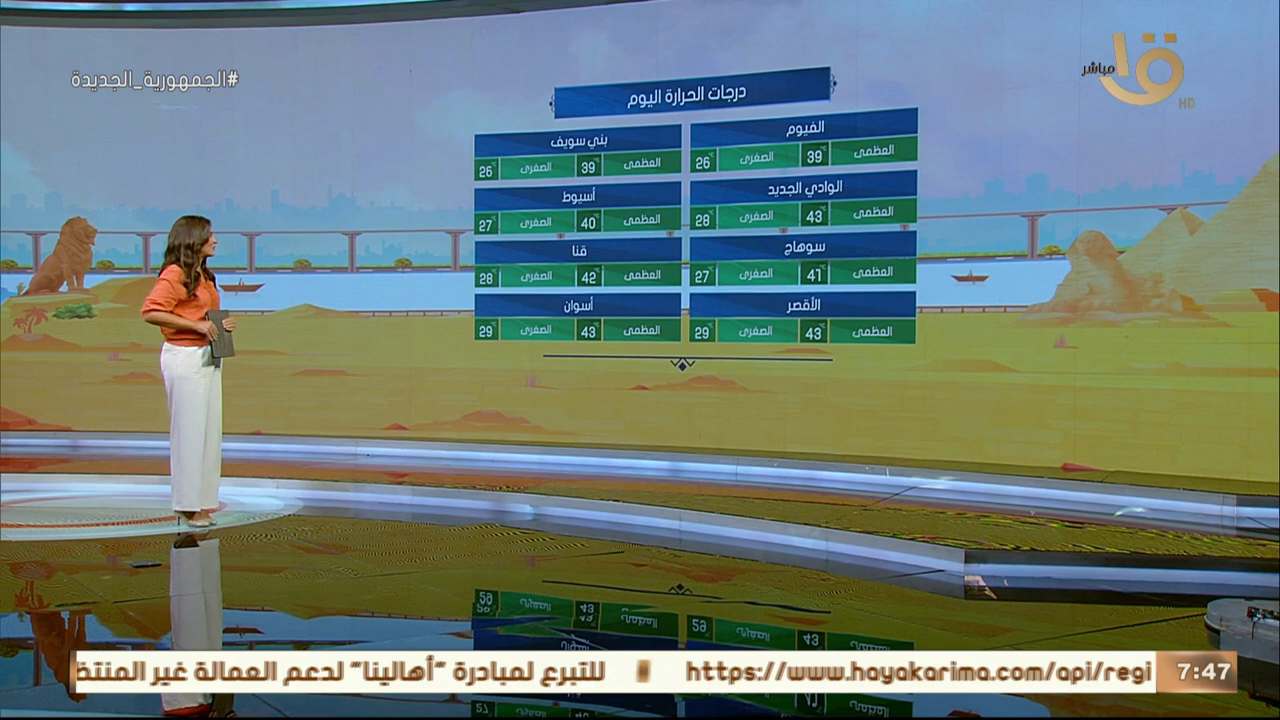 #الجمهورية_الجديدة
مباشر
HD
درجات الحرارة اليوم
الفيوم
العظمى 39°c الصغرى 26°c
بني سويف
العظمى 39°c الصغرى 26°c
الوادي الجديد
العظمى 43°c الصغرى 28°c
أسيوط
العظمى 40°c الصغرى 27°c
سوهاج
العظمى 41°c الصغرى 27°c
قنا
العظمى 42°c الصغرى 28°c
الأقصر
العظمى 43°c الصغرى 29°c
أسوان
العظمى 43°c الصغرى 29°c
https://www.hayakarima.com/api/regi للتبرع لمبادرة “أهالينا” لدعم العمالة غير المنتظ
7:47